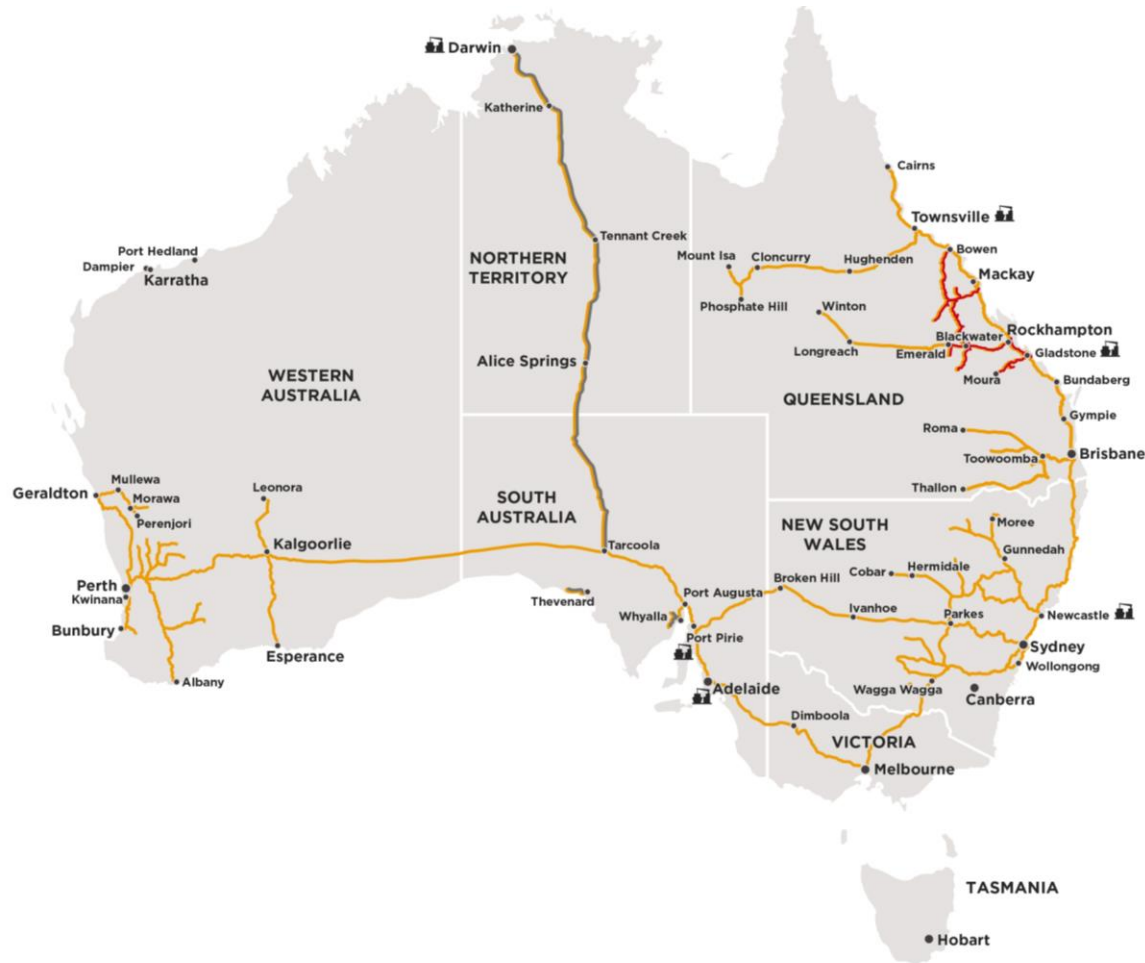 Darwin
Katherine
Cairns
Townsville
Tennant Creek
Bowen
Port Hedland
Dampier
Karratha
NORTHERN
TERRITORY
Mount Isa
Cloncurry
Hughenden
Mackay
Phosphate Hill
Winton
Rockhampton
Blackwater
Longreach
Emerald
Gladstone
Alice Springs
WESTERN
AUSTRALIA
Moura
Bundaberg
QUEENSLAND
Gympie
Roma
Brisbane
Toowoomba
Mullewa
Geraldton
Morawa
Leonora
Thallon
Perenjori
SOUTH
AUSTRALIA
NEW SOUTH
WALES
Moree
Kalgoorlie
Tarcoola
Gunnedah
Cobar
Hermidale
Perth
Kwinana
Thevenard
Port Augusta
Broken Hill
Ivanhoe
Parkes
Newcastle
Whyalla
Bunbury
Port Pirie
Sydney
Esperance
Wollongong
Albany
Adelaide
Wagga Wagga
Canberra
Dimboola
VICTORIA
Melbourne
TASMANIA
Hobart